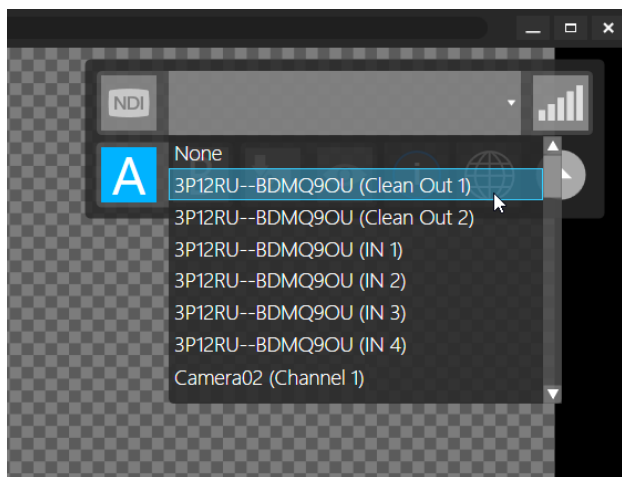 NDI
A
None
3P12RU--BDMQ9OU (Clean Out 1)
3P12RU--BDMQ9OU (Clean Out 2)
3P12RU--BDMQ9OU (IN 1)
3P12RU--BDMQ9OU (IN 2)
3P12RU--BDMQ9OU (IN 3)
3P12RU--BDMQ9OU (IN 4)
Camera02 (Channel 1)